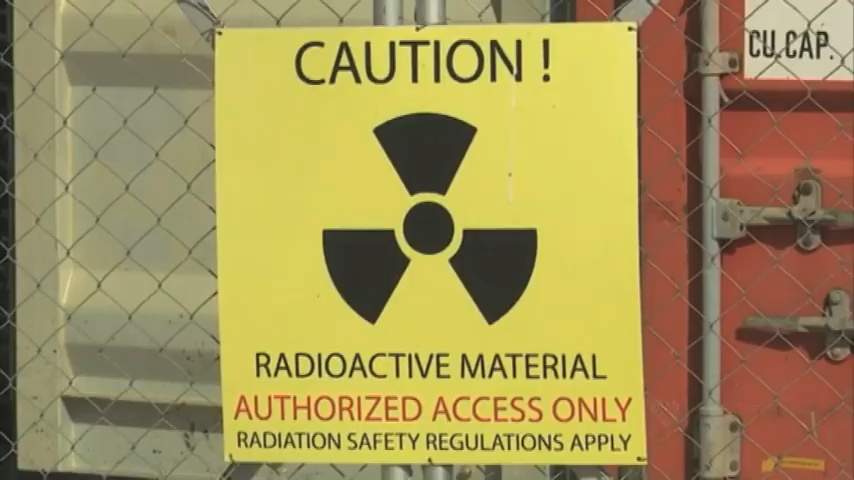 CAUTION !
CU.CAP.
RADIOACTIVE MATERIAL
AUTHORIZED ACCESS ONLY
RADIATION SAFETY REGULATIONS APPLY